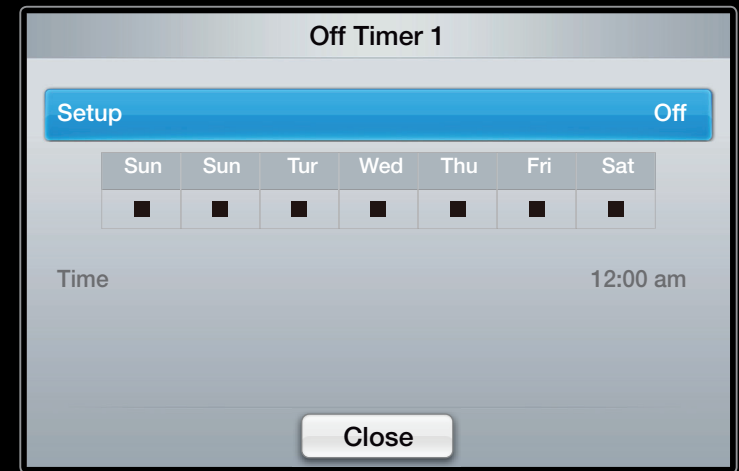 Off Timer 1
Setup Off
Sun Sun Tur Wed Thu Fri Sat
Time 12:00 am
Close